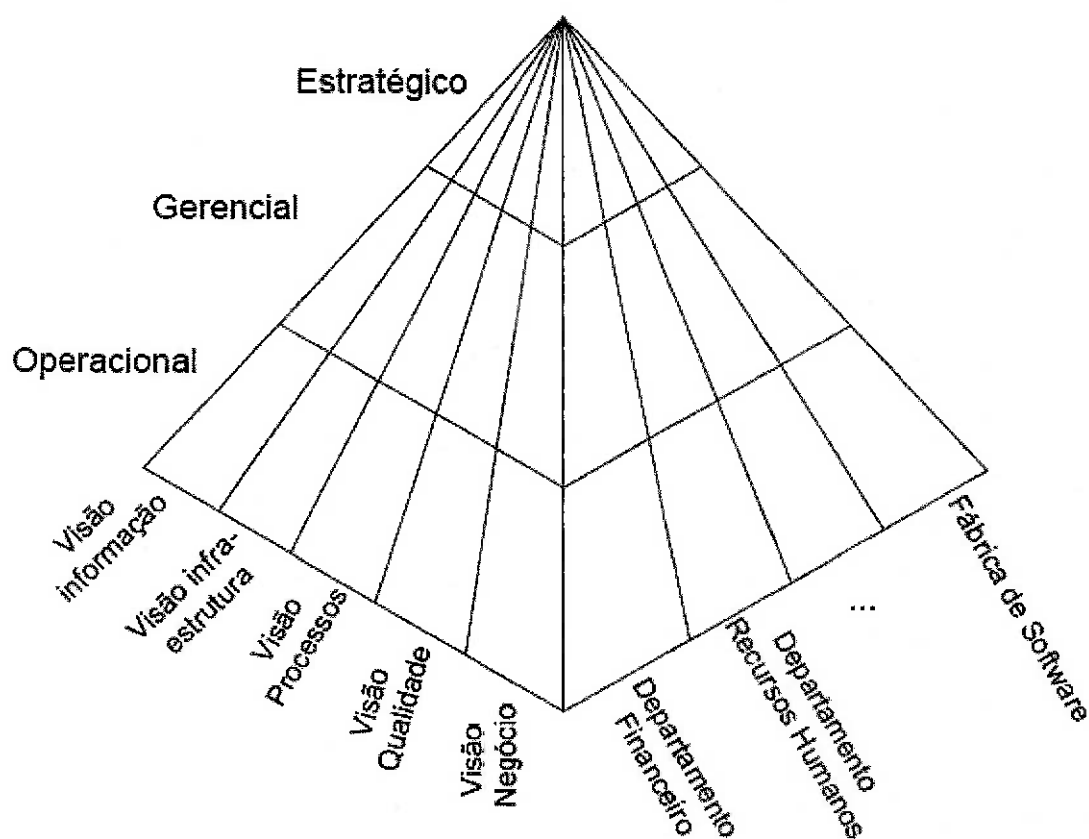 Estratégico
Gerencial
Operacional
Visão
informação
Visão infra-
estrutura
Visão
Processos
Visão
Qualidade
Visão
Negócio
Departamento
Financeiro
Departamento
Recursos Humanos
...
Fábrica de Software